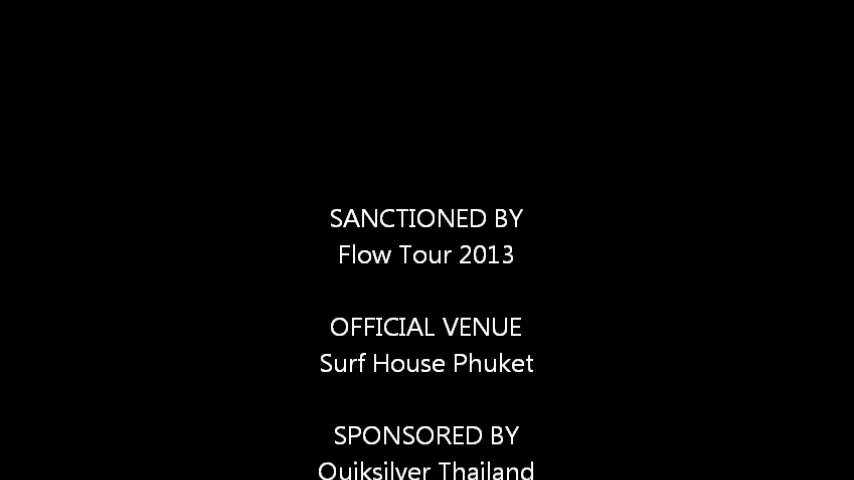 SANCTIONED BY
Flow Tour 2013
OFFICIAL VENUE
Surf House Phuket
SPONSORED BY
Quiksilver Thailand